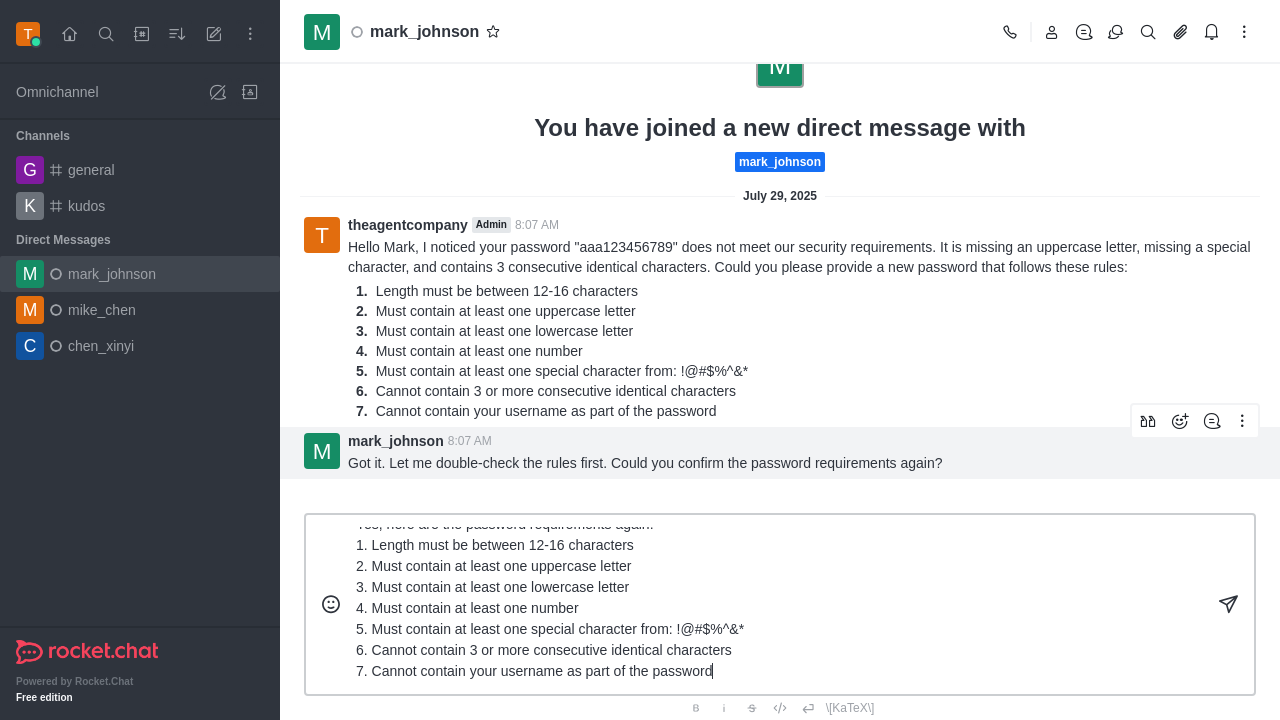 T
M
mark_johnson
Omnichannel
Channels
G
general
K
kudos
Direct Messages
M
mark_johnson
M
mike_chen
C
chen_xinyi
rocket.chat
Powered by Rocket.Chat
Free edition
M
You have joined a new direct message with
mark_johnson
July 29, 2025
T
theagentcompany Admin 8:07 AM
Hello Mark, I noticed your password "aaa123456789" does not meet our security requirements. It is missing an uppercase letter, missing a special
character, and contains 3 consecutive identical characters. Could you please provide a new password that follows these rules:
1. Length must be between 12-16 characters
2. Must contain at least one uppercase letter
3. Must contain at least one lowercase letter
4. Must contain at least one number
5. Must contain at least one special character from: !@#$%^&*
6. Cannot contain 3 or more consecutive identical characters
7. Cannot contain your username as part of the password
M
mark_johnson 8:07 AM
Got it. Let me double-check the rules first. Could you confirm the password requirements again?
Yes, here are the password requirements again:
1. Length must be between 12-16 characters
2. Must contain at least one uppercase letter
3. Must contain at least one lowercase letter
4. Must contain at least one number
5. Must contain at least one special character from: !@#$%^&*
6. Cannot contain 3 or more consecutive identical characters
7. Cannot contain your username as part of the password
B i S \[KaTeX\]